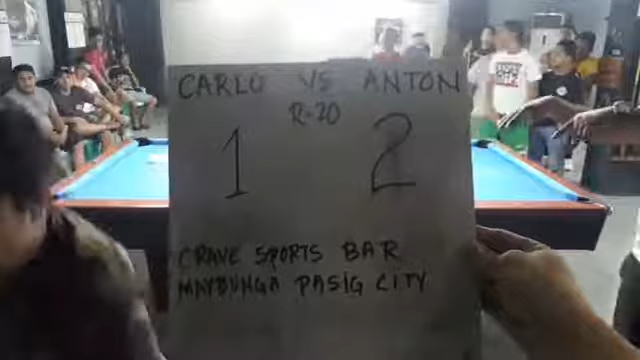 CARLO VS ANTON
R-20
1 2
CRAVE SPORTS BAR
MAYBUNGA PASIG CITY